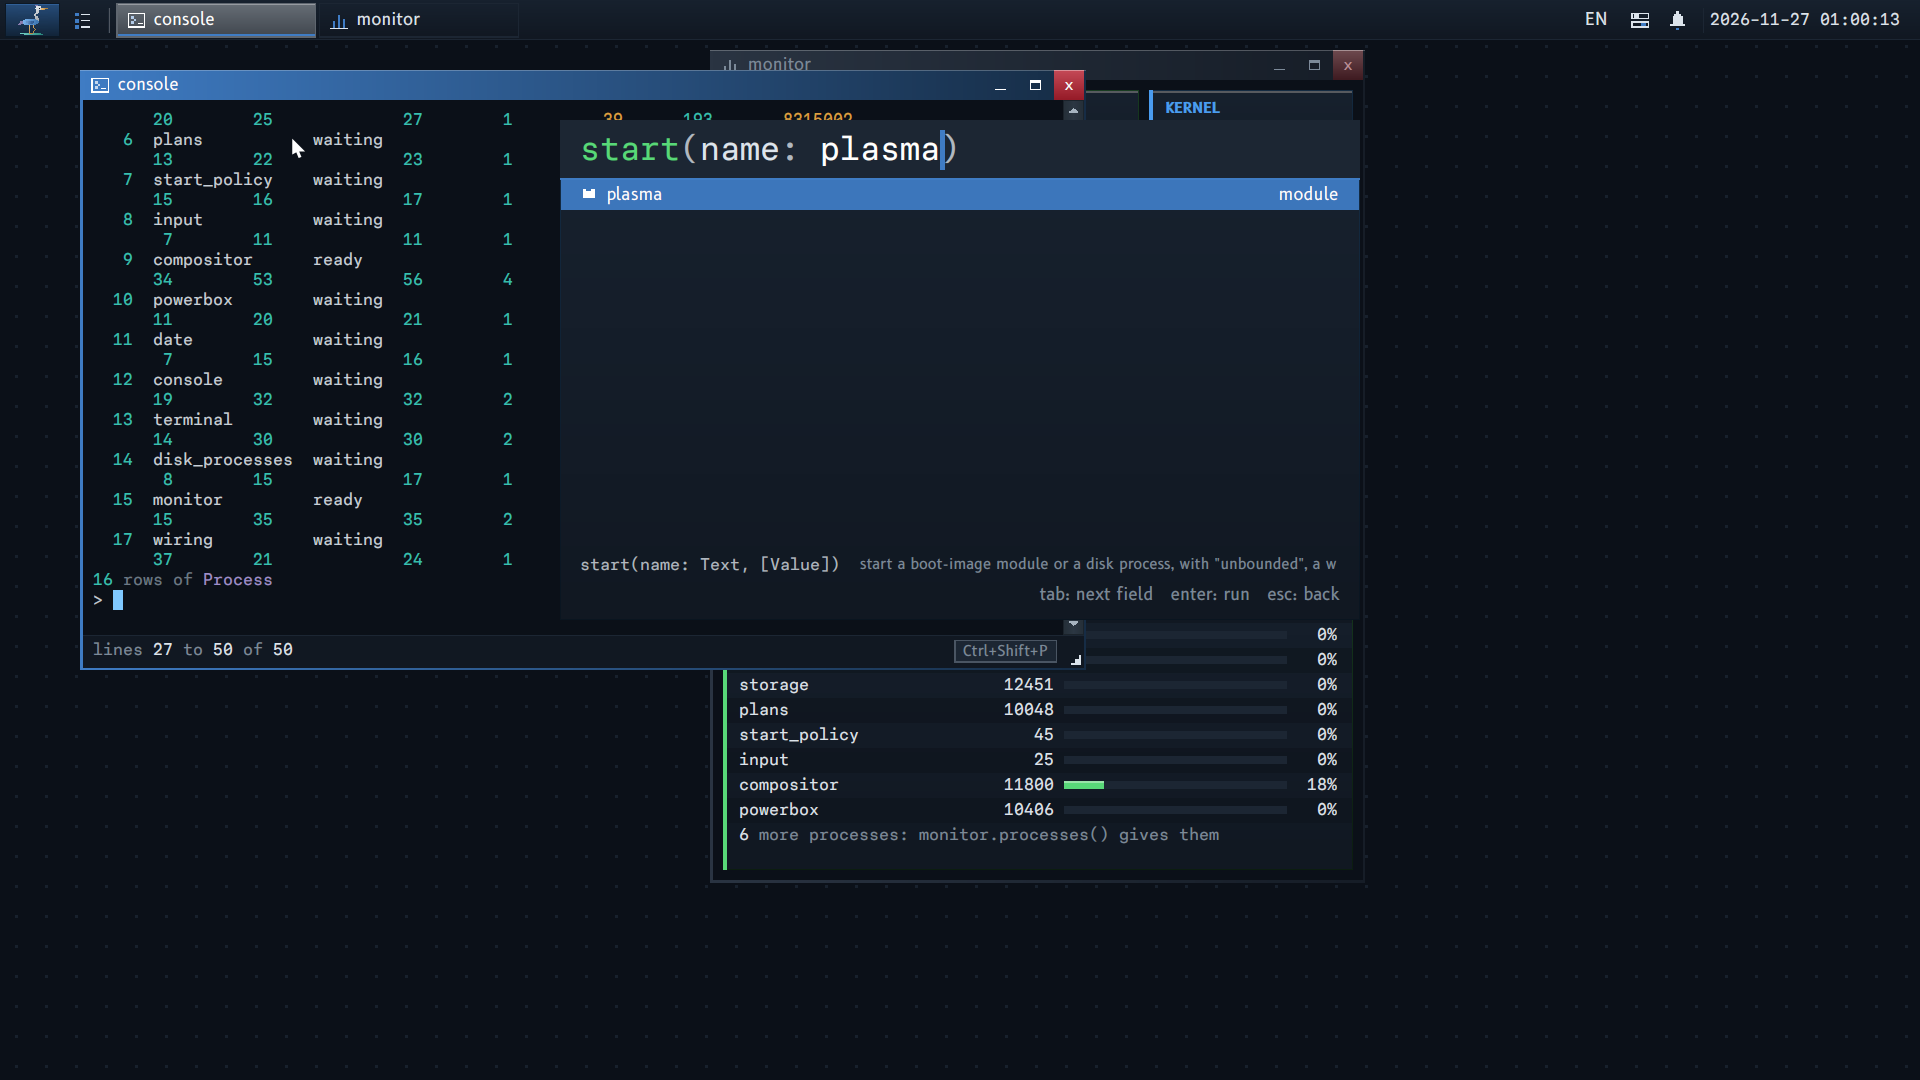 console
monitor
EN
2026-11-27 01:00:13
monitor
x
console
x
KERNEL
20 25 27 1 39 193 8315002
6 plans waiting
13 22 23 1
7 start_policy waiting
15 16 17 1
8 input waiting
7 11 11 1
9 compositor ready
34 53 56 4
10 powerbox waiting
11 20 21 1
11 date waiting
7 15 16 1
12 console waiting
19 32 32 2
13 terminal waiting
14 30 30 2
14 disk_processes waiting
8 15 17 1
15 monitor ready
15 35 35 2
17 wiring waiting
37 21 24 1
16 rows of Process
>
lines 27 to 50 of 50
Ctrl+Shift+P
start(name: plasma)
plasma module
start(name: Text, [Value]) start a boot-image module or a disk process, with "unbounded", a w
tab: next field enter: run esc: back
0%
0%
storage 12451 0%
plans 10048 0%
start_policy 45 0%
input 25 0%
compositor 11800 18%
powerbox 10406 0%
6 more processes: monitor.processes() gives them